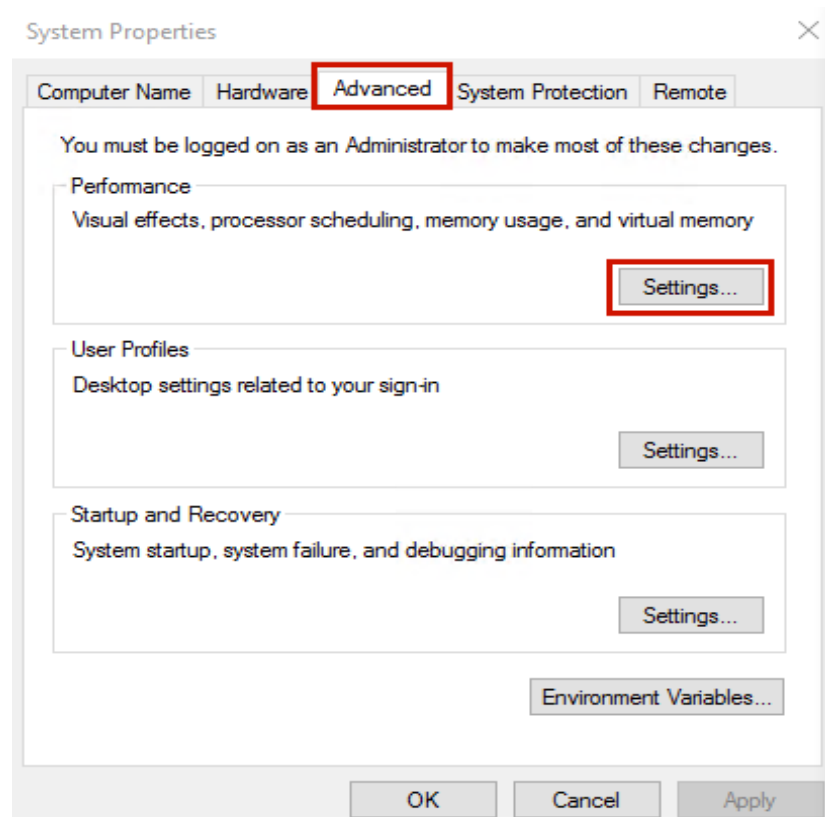 System Properties
Computer Name Hardware Advanced System Protection Remote
You must be logged on as an Administrator to make most of these changes.
Performance
Visual effects, processor scheduling, memory usage, and virtual memory
Settings...
User Profiles
Desktop settings related to your sign-in
Settings...
Startup and Recovery
System startup, system failure, and debugging information
Settings...
Environment Variables...
OK Cancel Apply